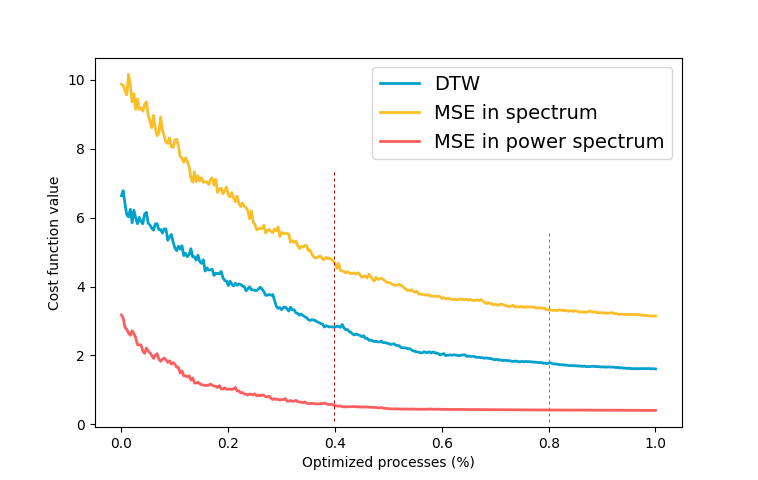 DTW
MSE in spectrum
MSE in power spectrum
Cost function value
10
8
6
4
2
0
0.0 0.2 0.4 0.6 0.8 1.0
Optimized processes (%)